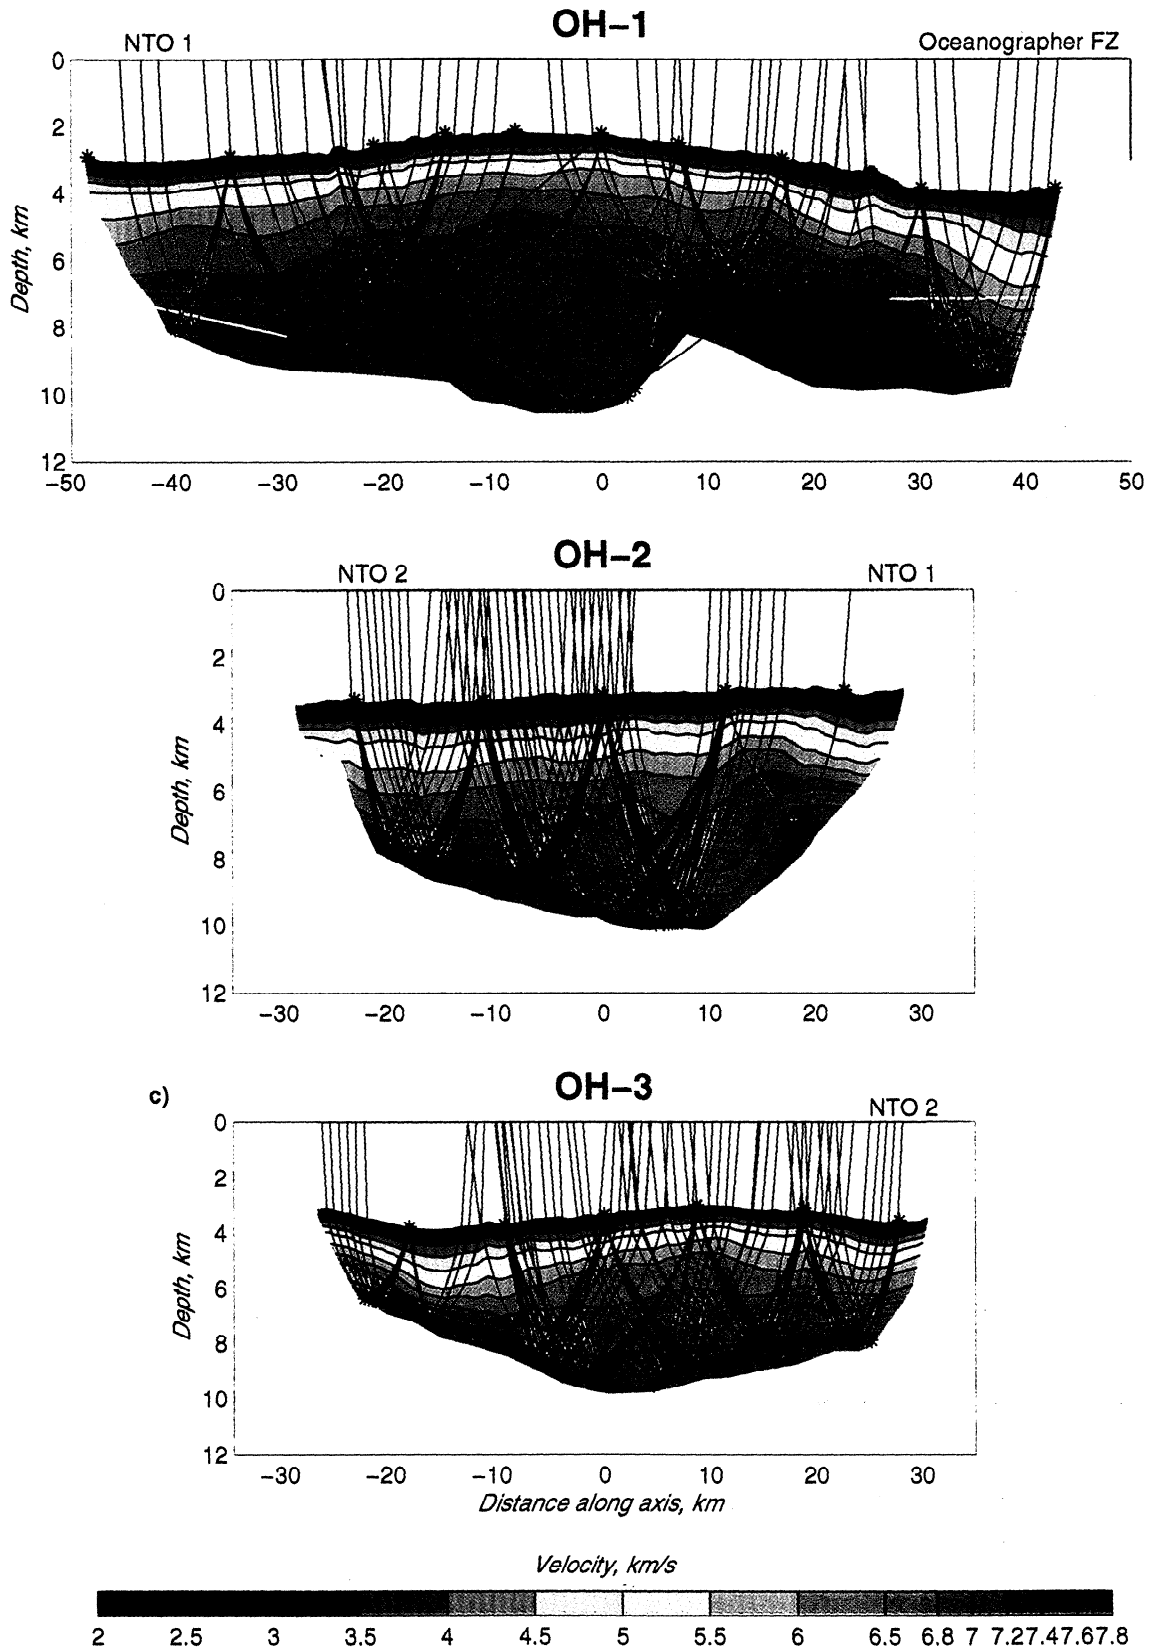 OH–1
NTO 1
Oceanographer FZ
0
2
4
6
8
10
12
Depth, km
−50 −40 −30 −20 −10 0 10 20 30 40 50
OH–2
NTO 2
NTO 1
0
2
4
6
8
10
12
Depth, km
−30 −20 −10 0 10 20 30
c)
OH–3
NTO 2
0
2
4
6
8
10
12
Depth, km
−30 −20 −10 0 10 20 30
Distance along axis, km
Velocity, km/s
2 2.5 3 3.5 4 4.5 5 5.5 6 6.5 6.8 7 7.2 7.4 7.6 7.8